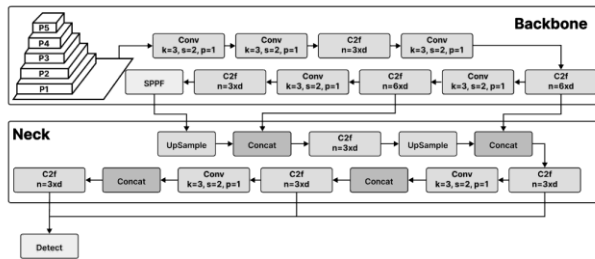 Backbone
P5
P4
P3
P2
P1
Conv
k=3, s=2, p=1
Conv
k=3, s=2, p=1
C2f
n=3xd
Conv
k=3, s=2, p=1
SPPF
C2f
n=3xd
Conv
k=3, s=2, p=1
C2f
n=6xd
Conv
k=3, s=2, p=1
C2f
n=6xd
Neck
UpSample
Concat
C2f
n=3xd
UpSample
Concat
C2f
n=3xd
Concat
Conv
k=3, s=2, p=1
C2f
n=3xd
Concat
Conv
k=3, s=2, p=1
C2f
n=3xd
Detect